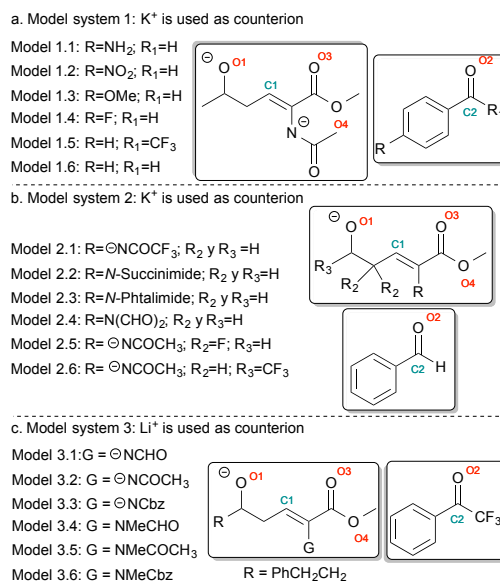 a. Model system 1: K⁺ is used as counterion
Model 1.1: R=NH₂; R₁=H
Model 1.2: R=NO₂; R₁=H
Model 1.3: R=OMe; R₁=H
Model 1.4: R=F; R₁=H
Model 1.5: R=H; R₁=CF₃
Model 1.6: R=H; R₁=H
⊖
O1
O
C1
O3
O
O
N
⊖
O4
O
O2
O
C2
R
b. Model system 2: K⁺ is used as counterion
Model 2.1: R=⊖NCOCF₃; R₂ y R₃ =H
Model 2.2: R=N-Succinimide; R₂ y R₃=H
Model 2.3: R=N-Phtalimide; R₂ y R₃=H
Model 2.4: R=N(CHO)₂; R₂ y R₃=H
Model 2.5: R= ⊖NCOCH₃; R₂=F; R₃=H
Model 2.6: R= ⊖NCOCH₃; R₂=H; R₃=CF₃
⊖
O1
O
C1
O3
O
O
O4
R₃
R₂
R₂
R
O2
O
C2
H
c. Model system 3: Li⁺ is used as counterion
Model 3.1:G = ⊖NCHO
Model 3.2: G = ⊖NCOCH₃
Model 3.3: G = ⊖NCbz
Model 3.4: G = NMeCHO
Model 3.5: G = NMeCOCH₃
Model 3.6: G = NMeCbz
⊖
O1
O
C1
O3
O
O
O4
R
G
R = PhCH₂CH₂
O2
O
C2
CF₃